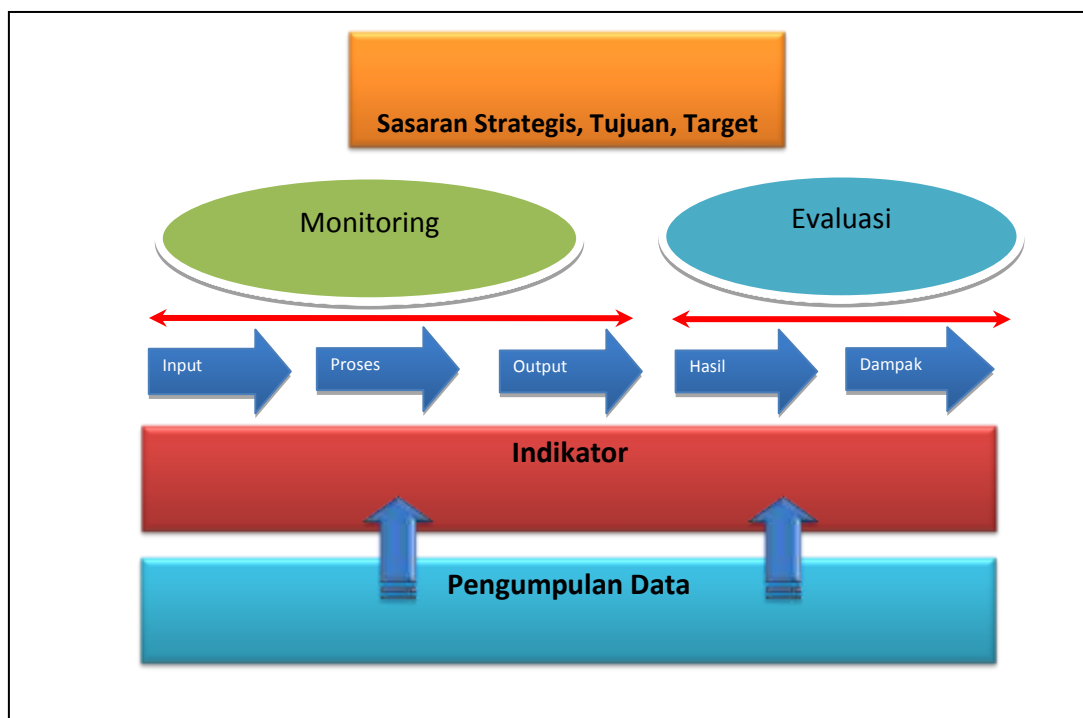 Sasaran Strategis, Tujuan, Target
Monitoring
Evaluasi
Input
Proses
Output
Hasil
Dampak
Indikator
Pengumpulan Data